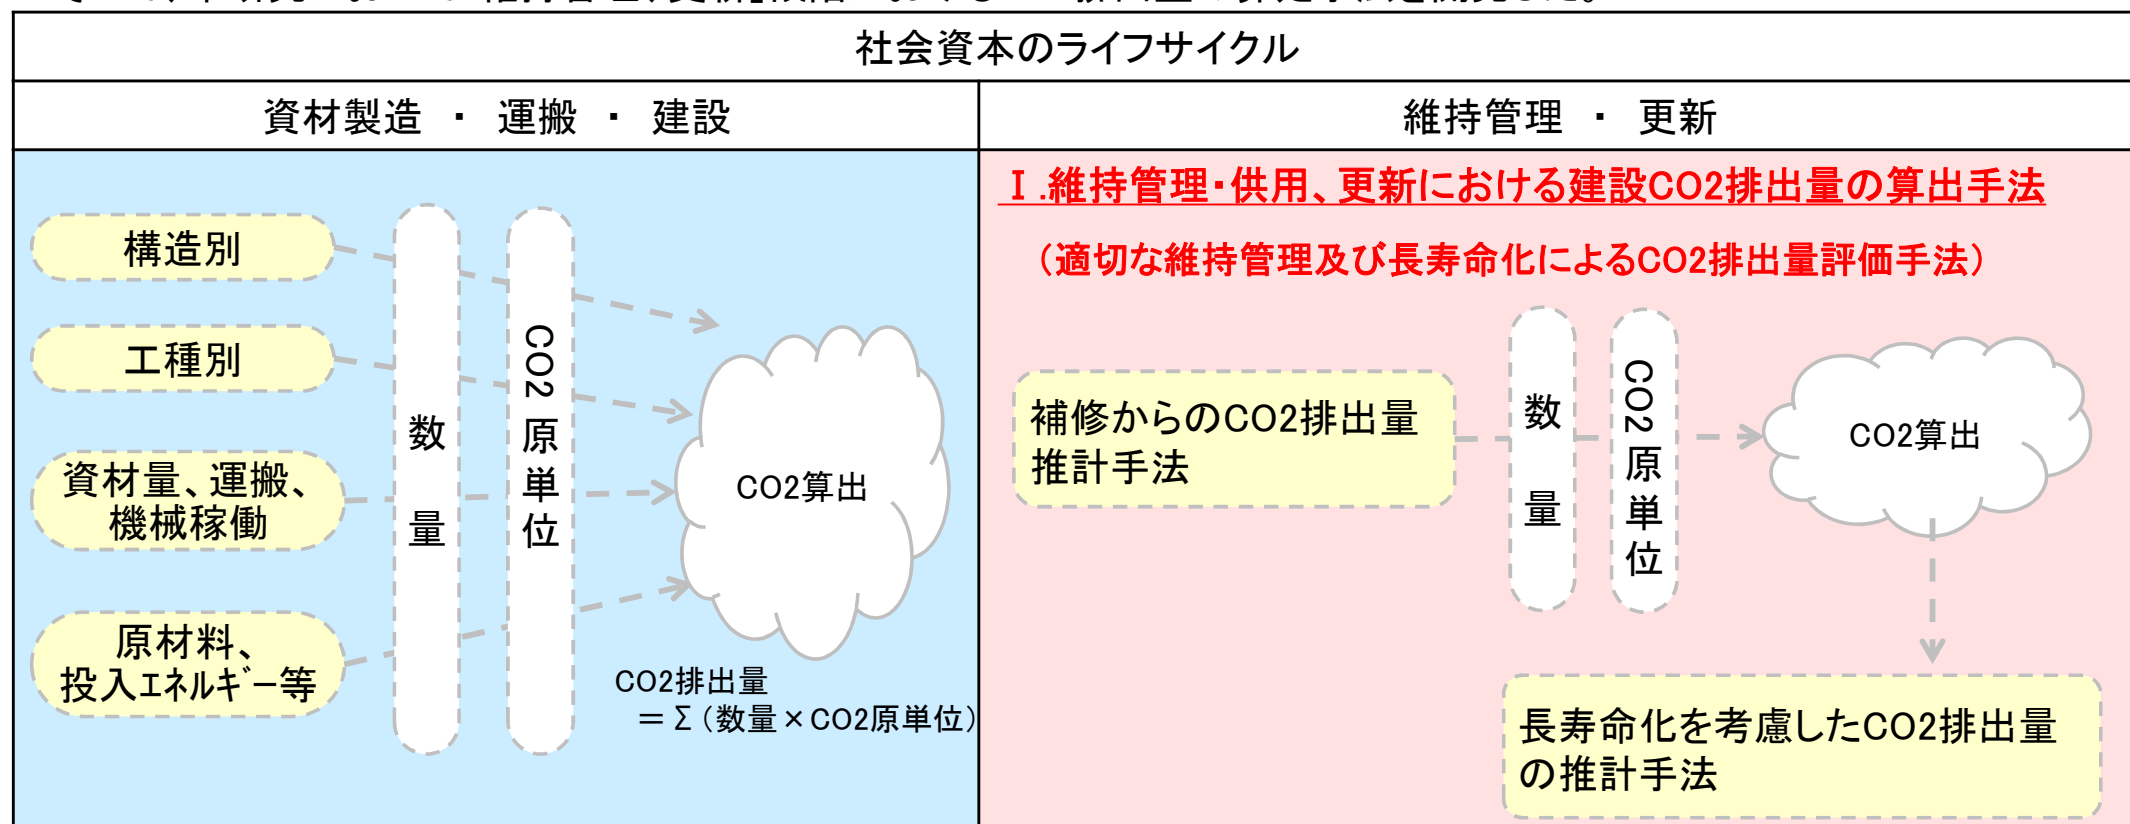 社会資本のライフサイクル
資材製造 ・ 運搬 ・ 建設
維持管理 ・ 更新
構造別
工種別
資材量、運搬、
機械稼働
原材料、
投入エネルギー等
数量
CO2原単位
CO2算出
CO2排出量
＝Σ(数量×CO2原単位)
Ⅰ.維持管理・供用、更新における建設CO2排出量の算出手法
（適切な維持管理及び長寿命化によるCO2排出量評価手法）
補修からのCO2排出量
推計手法
数量
CO2原単位
CO2算出
長寿命化を考慮したCO2排出量
の推計手法